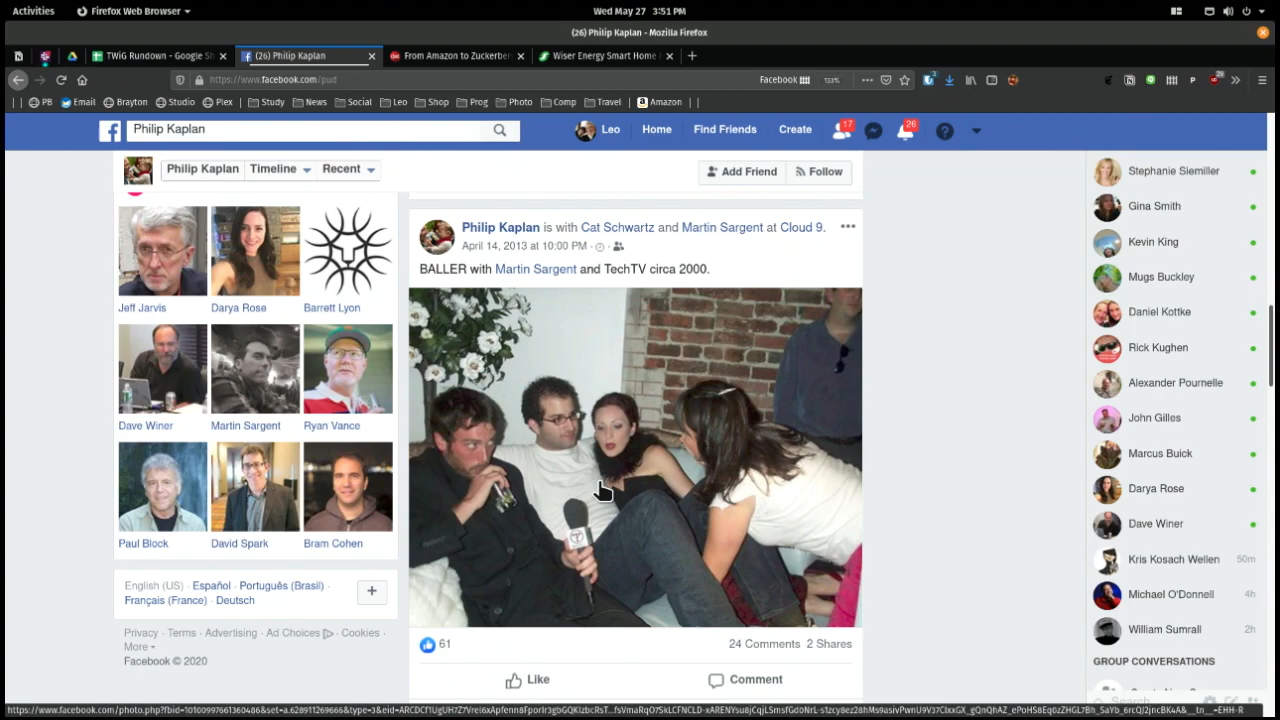 Activities Firefox Web Browser Wed May 27 3:51 PM
(26) Philip Kaplan - Mozilla Firefox
TWiG Rundown - Google Sh (26) Philip Kaplan From Amazon to Zuckerber Wiser Energy Smart Home
https://www.facebook.com/pud Facebook 133%
PB Email Brayton Studio Plex Study News Social Leo Shop Prog Photo Comp Travel Amazon
Philip Kaplan Leo Home Find Friends Create 17 26
Philip Kaplan Timeline Recent Add Friend Follow
Jeff Jarvis Darya Rose Barrett Lyon
Dave Winer Martin Sargent Ryan Vance
Paul Block David Spark Bram Cohen
English (US) · Español · Português (Brasil) ·
Français (France) · Deutsch
+
Privacy · Terms · Advertising · Ad Choices · Cookies ·
More
Facebook © 2020
Philip Kaplan is with Cat Schwartz and Martin Sargent at Cloud 9.
April 14, 2013 at 10:00 PM ·
BALLER with Martin Sargent and TechTV circa 2000.
61 24 Comments 2 Shares
Like Comment
Stephanie Siemiller
Gina Smith
Kevin King
Mugs Buckley
Daniel Kottke
Rick Kughen
Alexander Pournelle
John Gilles
Marcus Buick
Darya Rose
Dave Winer
Kris Kosach Wellen 50m
Michael O'Donnell 4h
William Sumrall 2h
GROUP CONVERSATIONS
Search